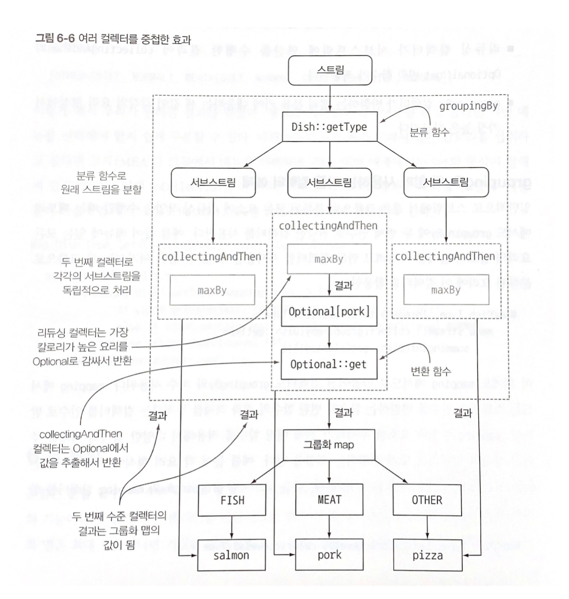 그림 6-6 여러 컬렉터를 중첩한 효과
스트림
groupingBy
Dish::getType
분류 함수
분류 함수로
원래 스트림을 분할
서브스트림
서브스트림
서브스트림
두 번째 컬렉터로
각각의 서브스트림을
독립적으로 처리
collectingAndThen
maxBy
collectingAndThen
maxBy
collectingAndThen
maxBy
결과
Optional[pork]
리듀싱 컬렉터는 가장
칼로리가 높은 요리를
Optional로 감싸서 반환
Optional::get
변환 함수
collectingAndThen
컬렉터는 Optional에서
값을 추출해서 반환
결과
결과
결과
결과
그룹화 map
두 번째 수준 컬렉터의
결과는 그룹화 맵의
값이 됨
FISH
MEAT
OTHER
salmon
pork
pizza